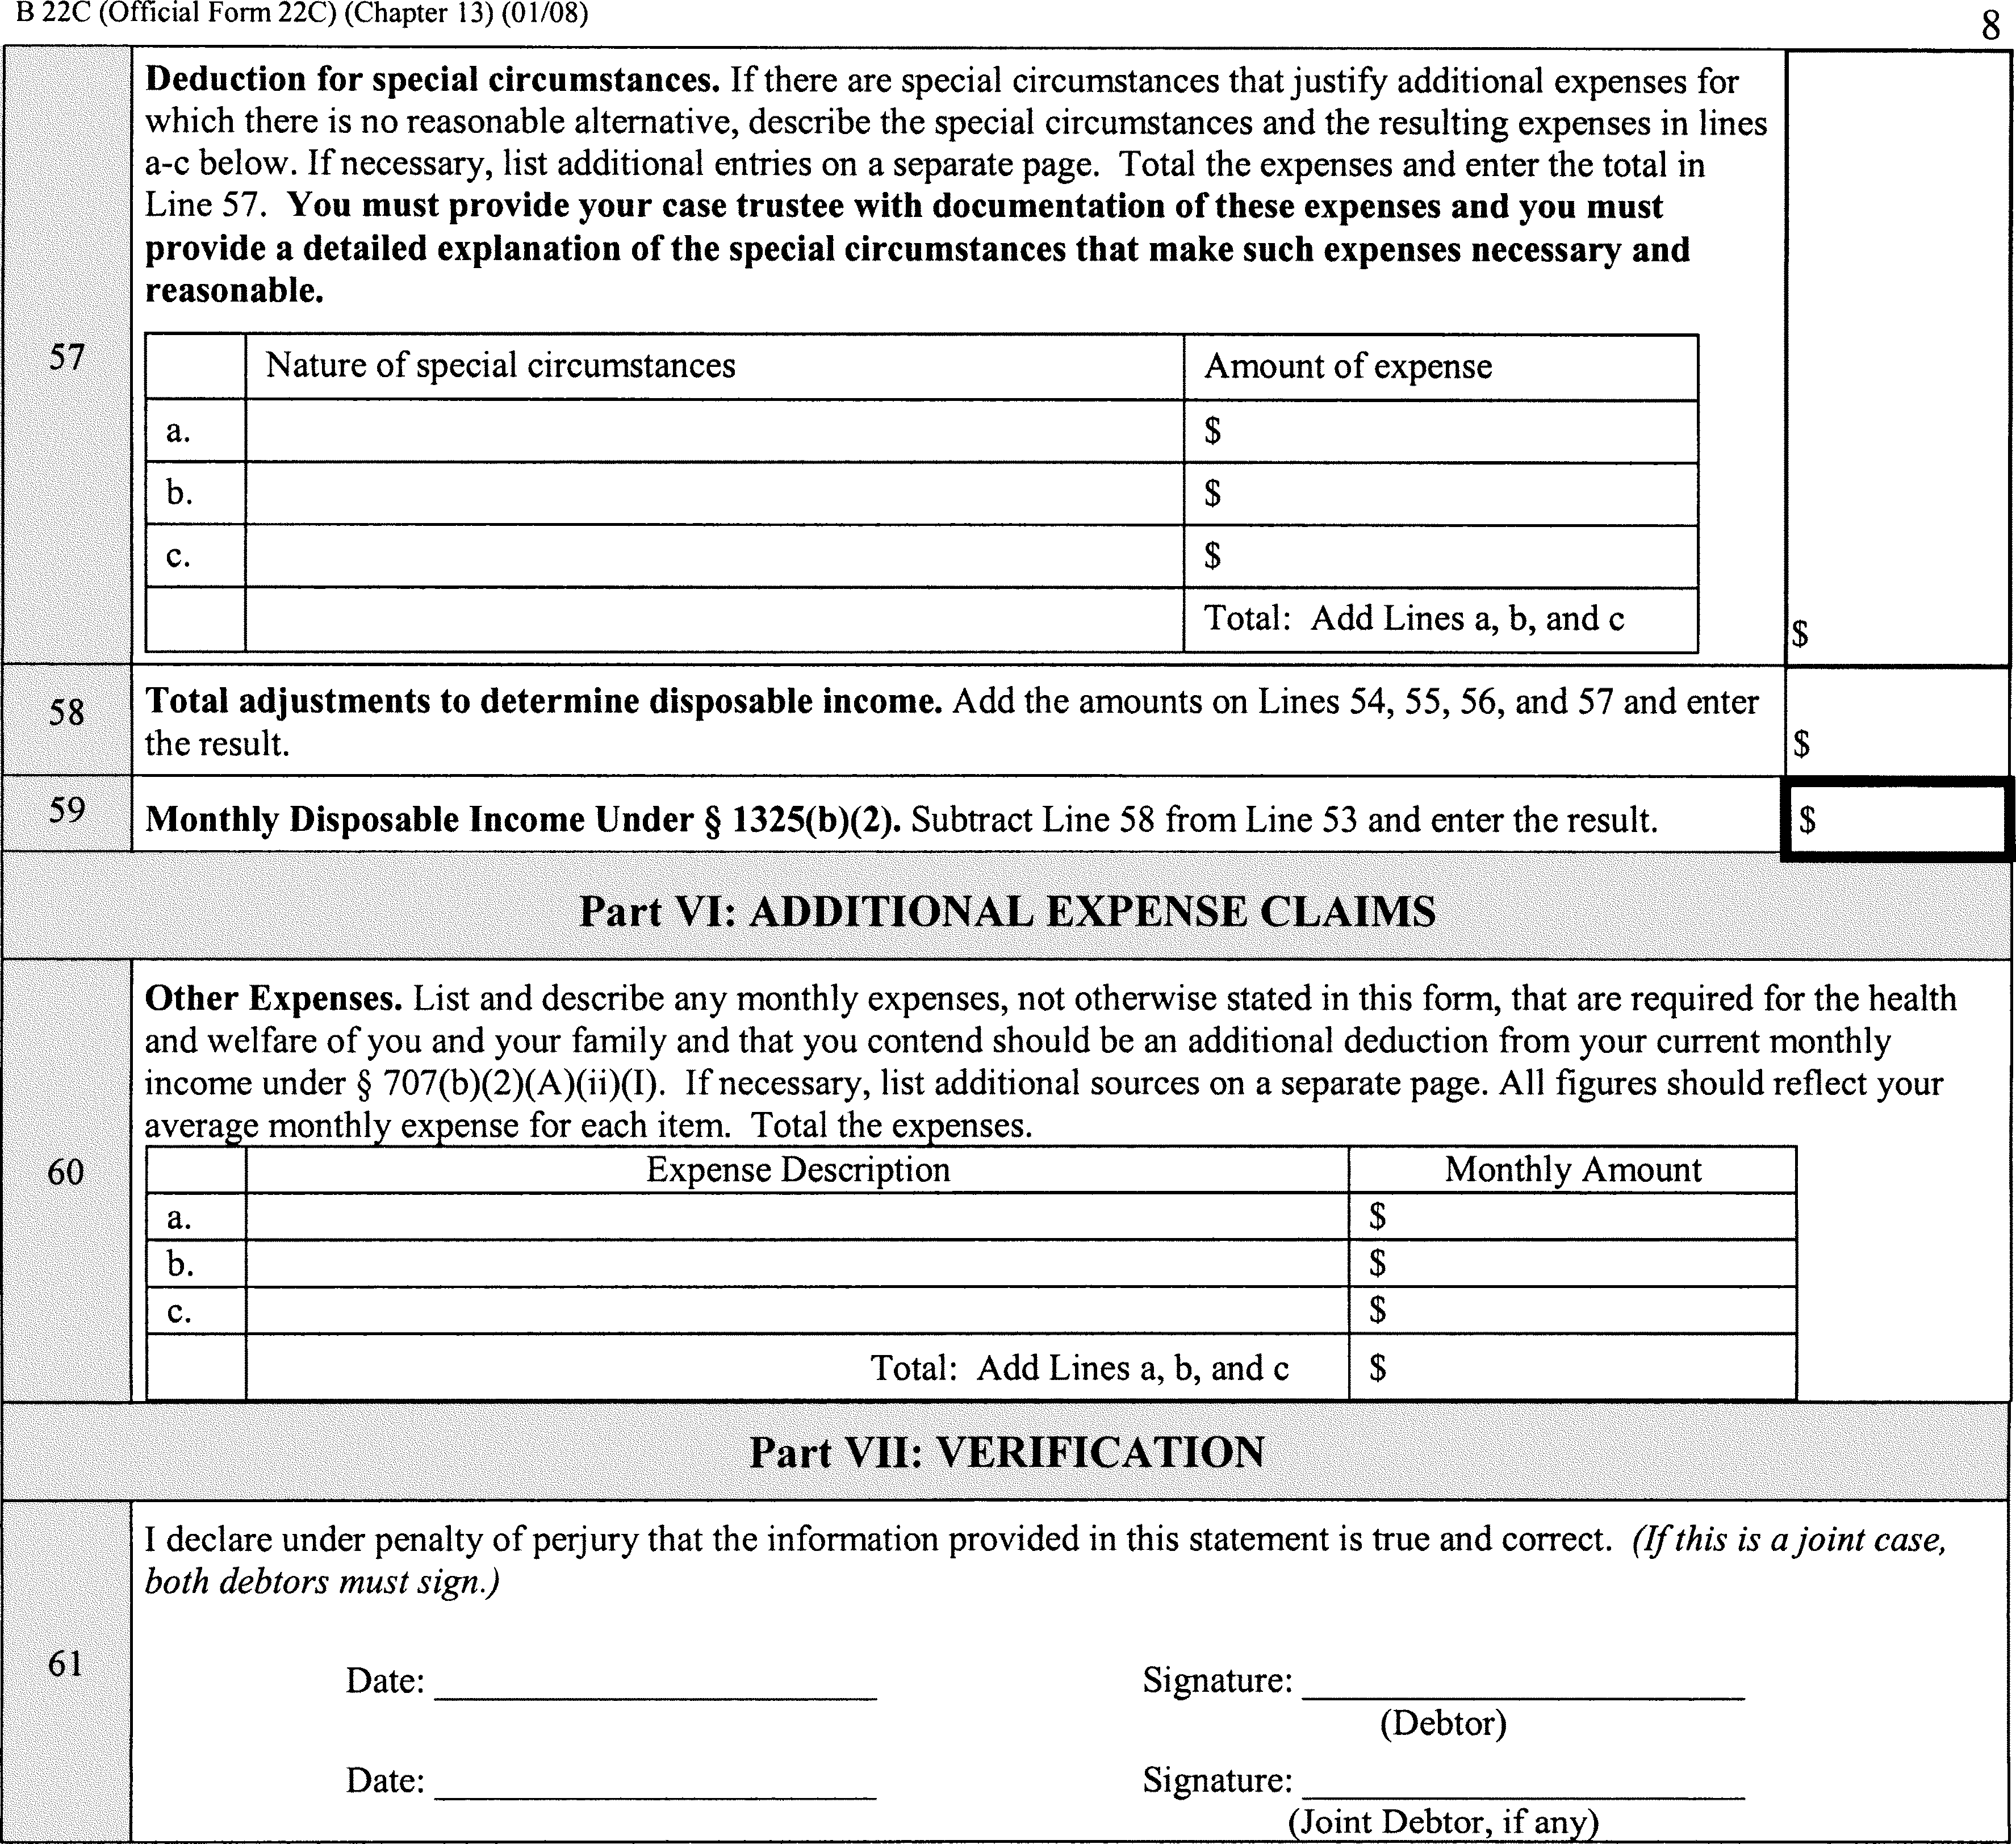 B 22C (Official Form 22C) (Chapter 13) (01/08)
8
Deduction for special circumstances. If there are special circumstances that justify additional expenses for
which there is no reasonable alternative, describe the special circumstances and the resulting expenses in lines
a-c below. If necessary, list additional entries on a separate page. Total the expenses and enter the total in
Line 57. You must provide your case trustee with documentation of these expenses and you must
provide a detailed explanation of the special circumstances that make such expenses necessary and
reasonable.
57
Nature of special circumstances Amount of expense
a. $
b. $
c. $
Total: Add Lines a, b, and c
$
58
Total adjustments to determine disposable income. Add the amounts on Lines 54, 55, 56, and 57 and enter
the result.
$
59
Monthly Disposable Income Under § 1325(b)(2). Subtract Line 58 from Line 53 and enter the result.
$
Part VI: ADDITIONAL EXPENSE CLAIMS
Other Expenses. List and describe any monthly expenses, not otherwise stated in this form, that are required for the health
and welfare of you and your family and that you contend should be an additional deduction from your current monthly
income under § 707(b)(2)(A)(ii)(I). If necessary, list additional sources on a separate page. All figures should reflect your
average monthly expense for each item. Total the expenses.
60
Expense Description Monthly Amount
a. $
b. $
c. $
Total: Add Lines a, b, and c $
Part VII: VERIFICATION
I declare under penalty of perjury that the information provided in this statement is true and correct. (If this is a joint case,
both debtors must sign.)
61
Date: Signature:
(Debtor)
Date: Signature:
(Joint Debtor, if any)